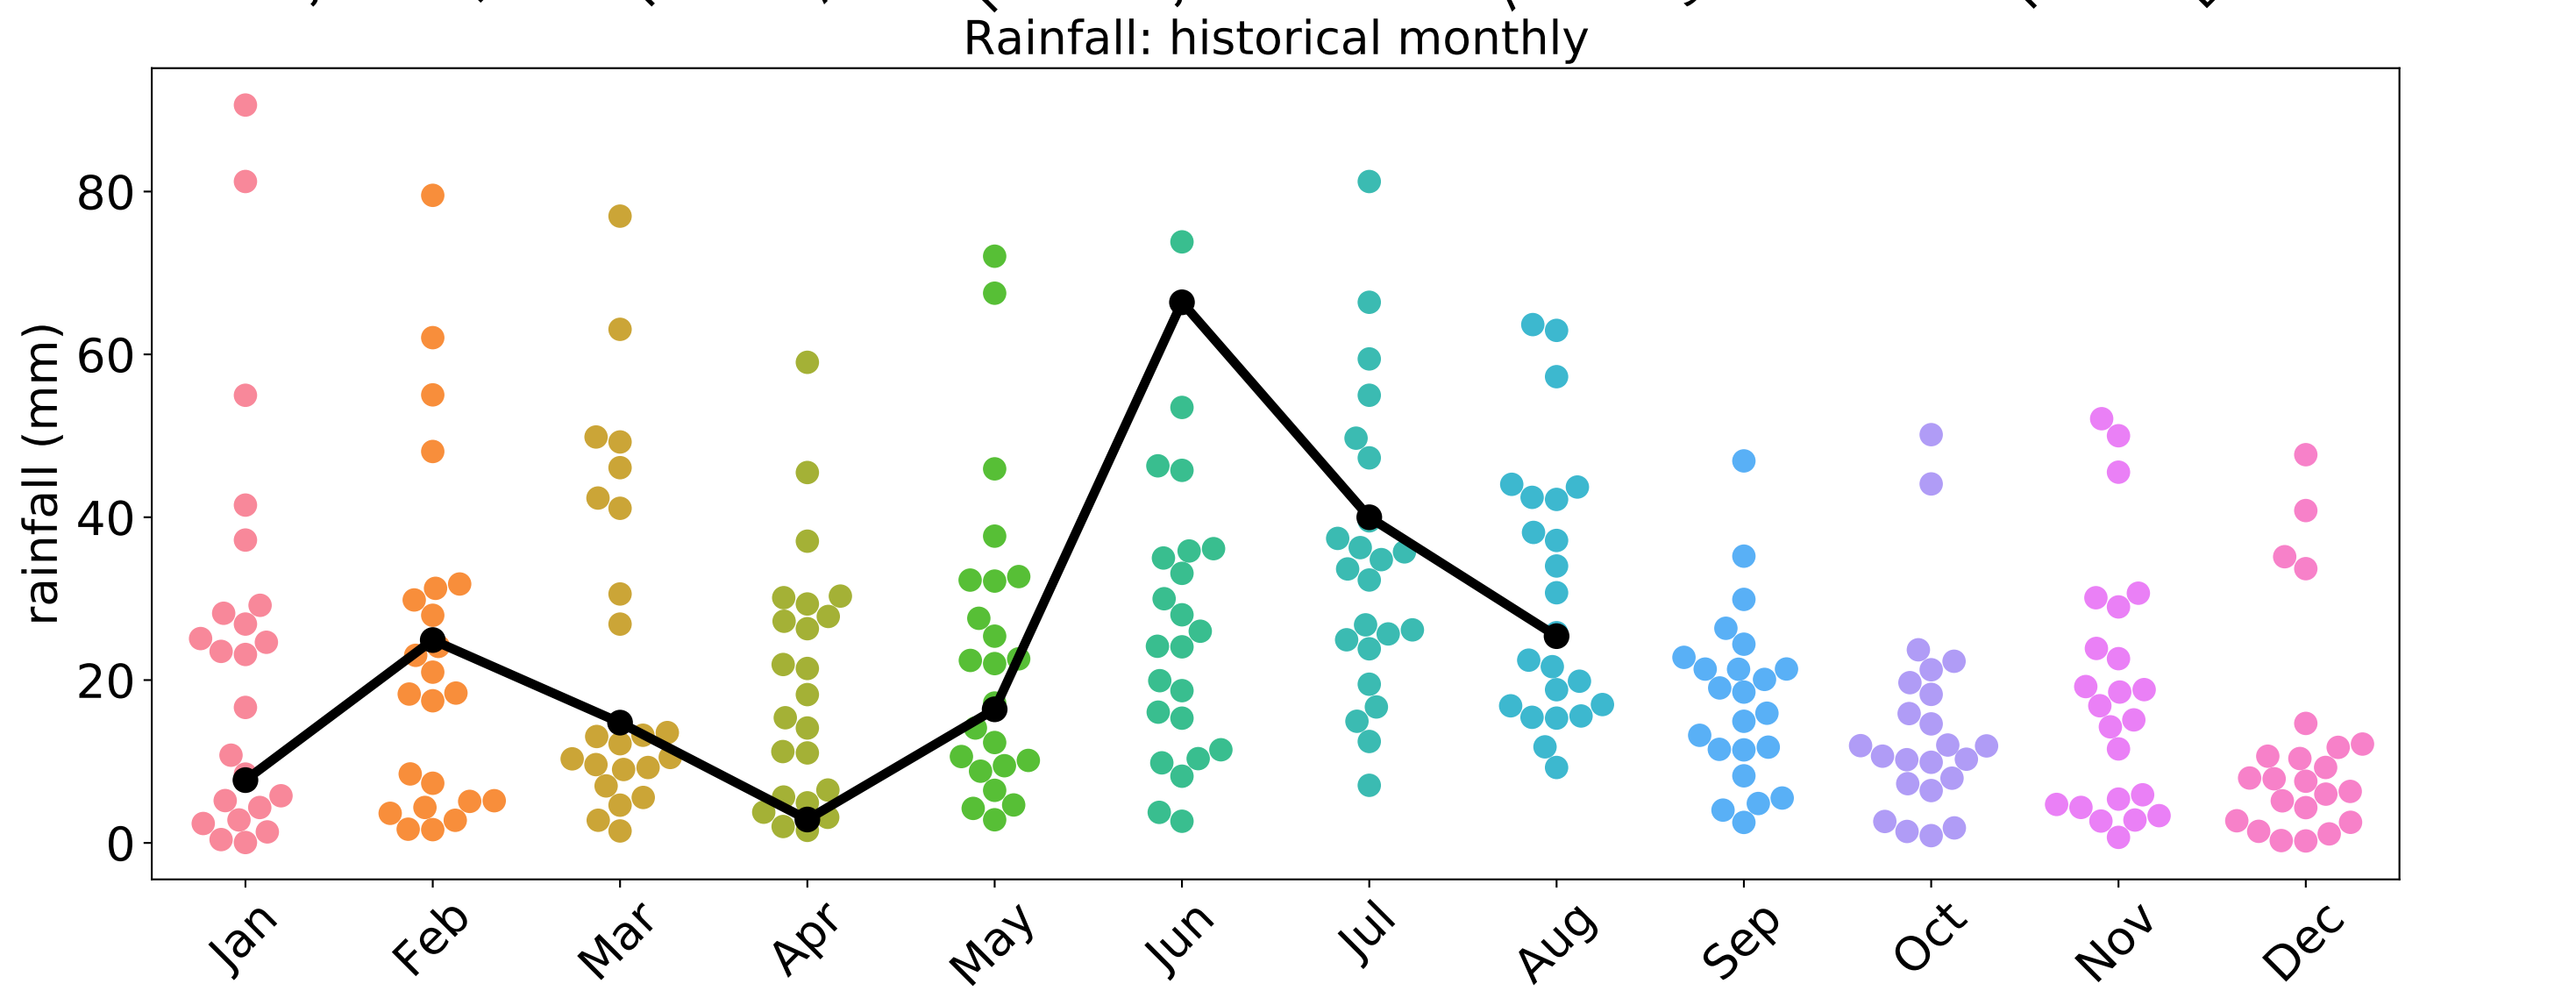 Rainfall: historical monthly
rainfall (mm)
80
60
40
20
0
Jan
Feb
Mar
Apr
May
Jun
Jul
Aug
Sep
Oct
Nov
Dec